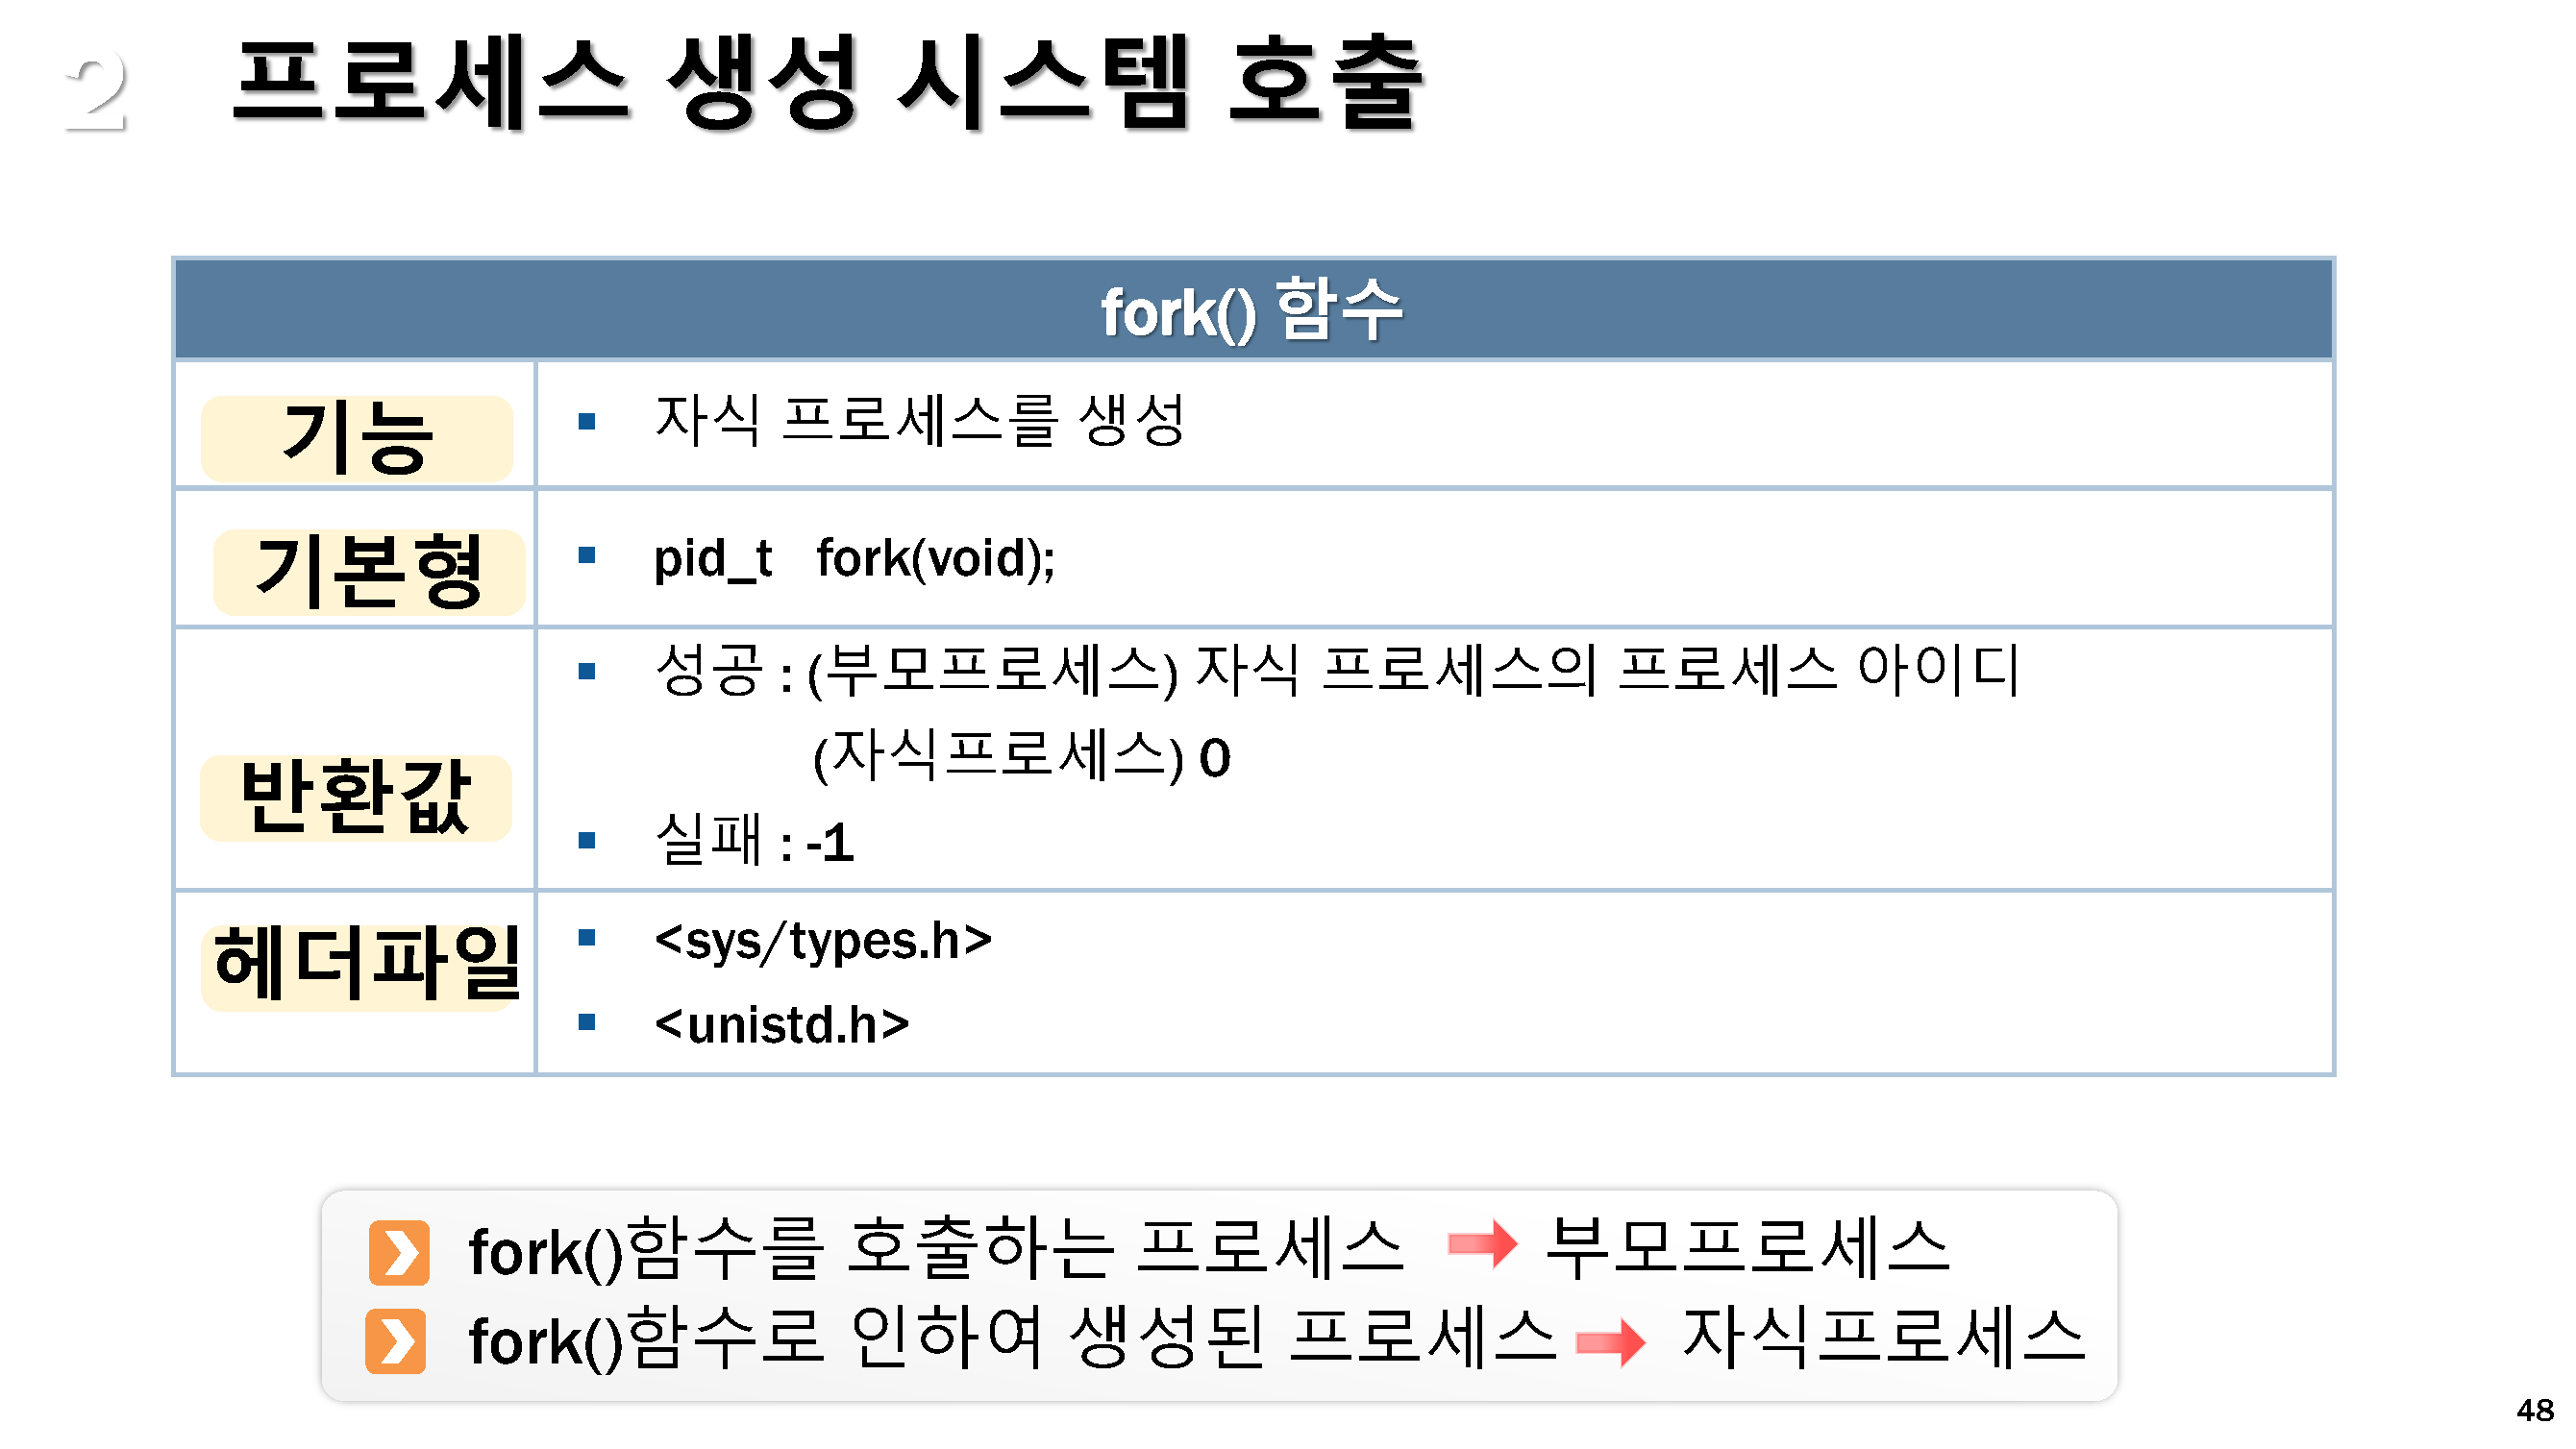 2 프로세스 생성 시스템 호출
fork() 함수
기능
▪ 자식 프로세스를 생성
기본형
▪ pid_t fork(void);
반환값
▪ 성공 : (부모프로세스) 자식 프로세스의 프로세스 아이디
(자식프로세스) 0
▪ 실패 : -1
헤더파일
▪ <sys/types.h>
▪ <unistd.h>
fork()함수를 호출하는 프로세스 ➡ 부모프로세스
fork()함수로 인하여 생성된 프로세스 ➡ 자식프로세스
48